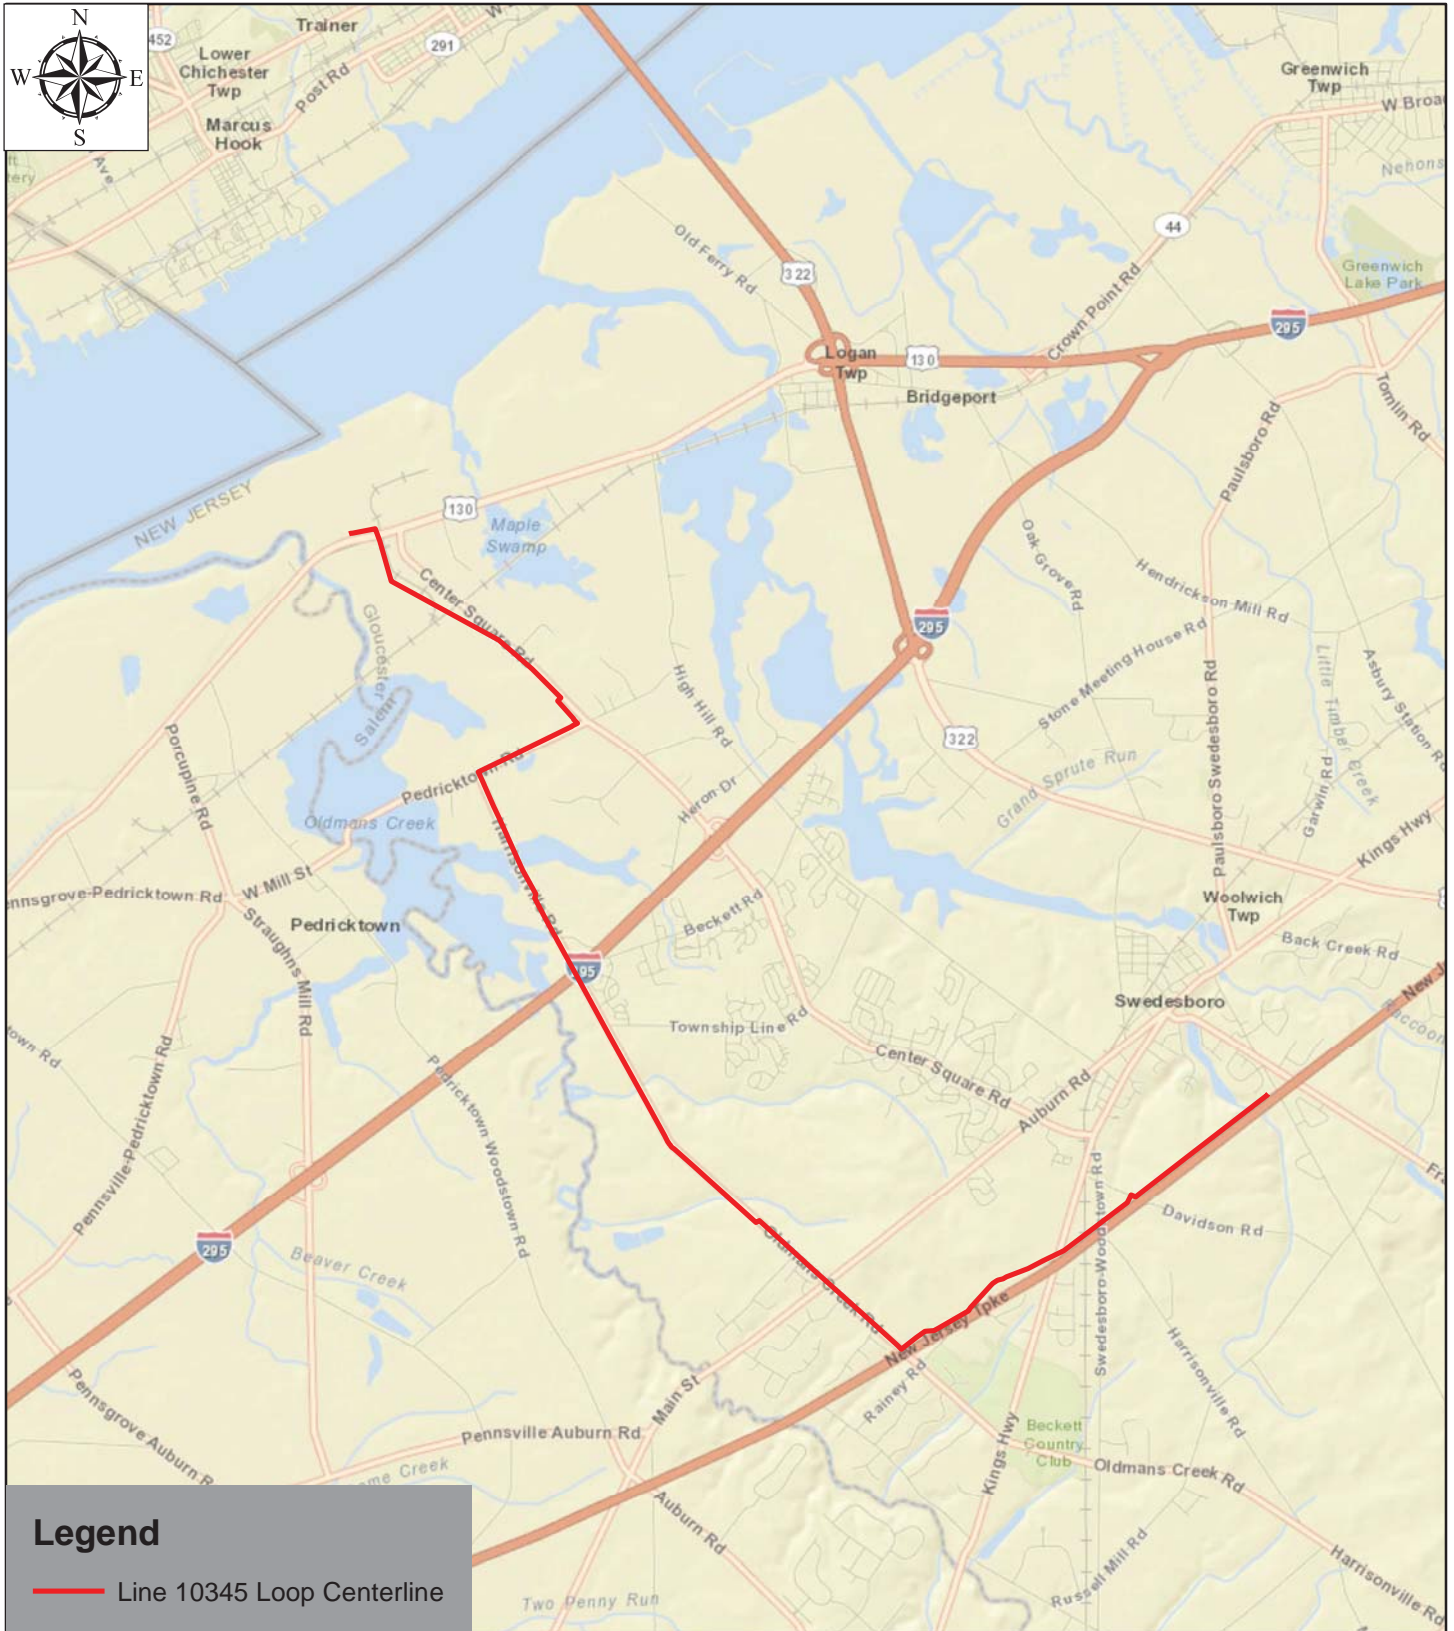 N
W
E
S
452
Trainer
291
Lower
Chichester
Twp
Post Rd
Marcus
Hook
Ave
Greenwich
Twp
44
Nehons
Old Ferry Rd
322
Crown Point Rd
Greenwich
Lake Park
295
Logan
Twp
130
Bridgeport
Tomlin Rd
Paulsboro Rd
NEW JERSEY
130
Maple
Swamp
Oak Grove Rd
Hendrickson Mill Rd
Center Square Rd
Gloucester
Salem
295
Stone Meeting House Rd
Little Timber Creek
Asbury Station Rd
High Hill Rd
322
Paulsboro Swedesboro Rd
Porcupine Rd
Pedricktown Rd
Grand Sprute Run
Garwin Rd
Heron Dr
Oldmans Creek
Kings Hwy
Harrisonville Rd
W Mill St
ennsgrove-Pedricktown Rd
Straughns Mill Rd
Pedricktown
Beckett Rd
Woolwich
Twp
Back Creek Rd
295
New J
Swedesboro
Raccoon
Township Line Rd
town Rd
Center Square Rd
Auburn Rd
Pedricktown Woodstown Rd
Pennsville-Pedricktown Rd
Swedesboro-Woodstown Rd
Davidson Rd
295
Beaver Creek
Oldmans Creek Rd
New Jersey Tpke
Rainey Rd
Harrisonville Rd
Pennsgrove Auburn R
Main St
Pennsville Auburn Rd
Beckett
Country
Club
Kings Hwy
Oldmans Creek Rd
ome Creek
Auburn Rd
Russell Mill Rd
Harrisonville Rd
Two Penny Run
Legend
Line 10345 Loop Centerline